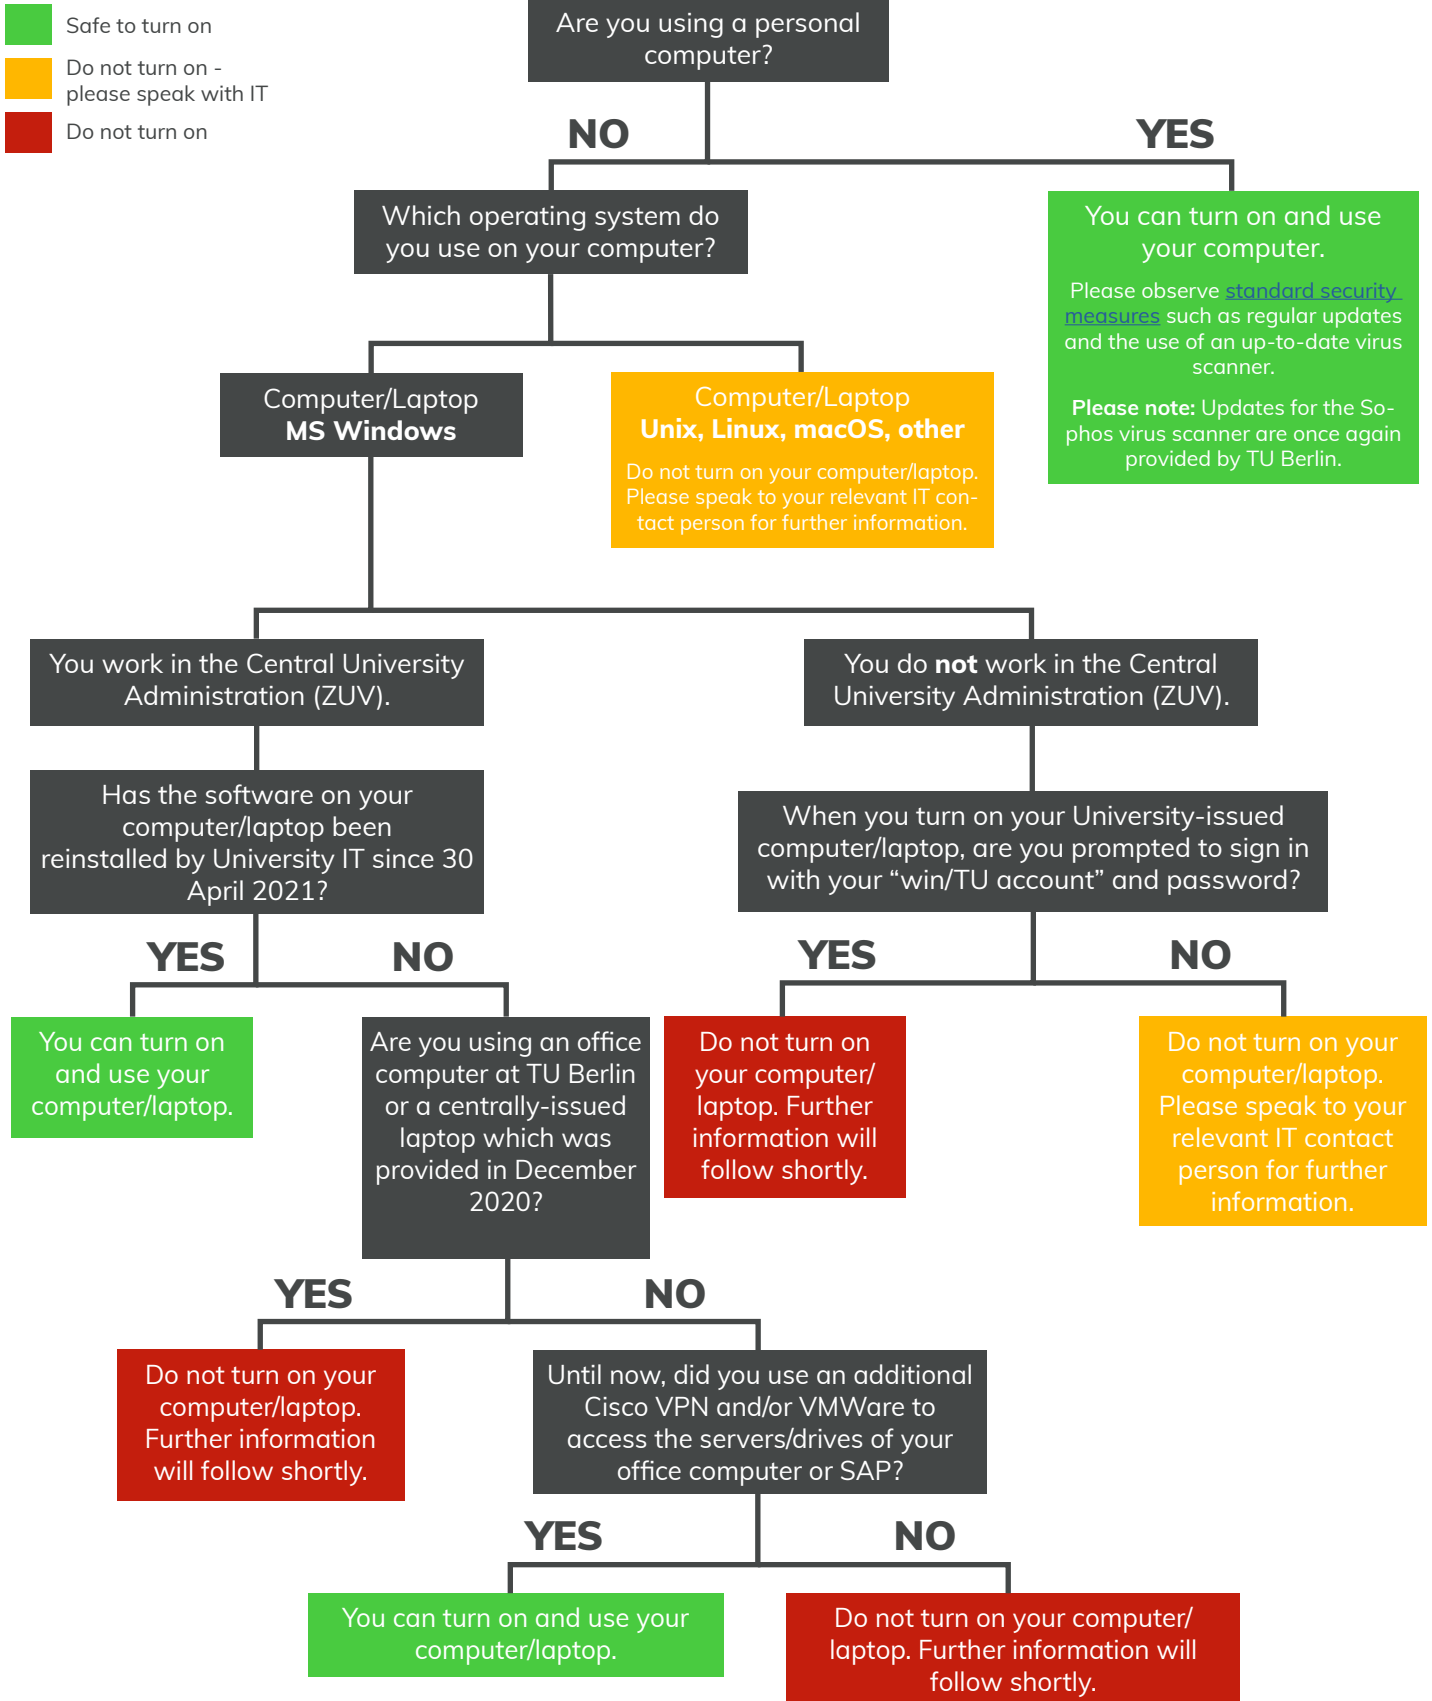 Safe to turn on
Do not turn on -
please speak with IT
Do not turn on
Are you using a personal
computer?
NO
YES
Which operating system do
you use on your computer?
You can turn on and use
your computer.
Please observe standard security
measures such as regular updates
and the use of an up-to-date virus
scanner.
Please note: Updates for the So-
phos virus scanner are once again
provided by TU Berlin.
Computer/Laptop
MS Windows
Computer/Laptop
Unix, Linux, macOS, other
Do not turn on your computer/laptop.
Please speak to your relevant IT con-
tact person for further information.
You work in the Central University
Administration (ZUV).
You do not work in the Central
University Administration (ZUV).
Has the software on your
computer/laptop been
reinstalled by University IT since 30
April 2021?
When you turn on your University-issued
computer/laptop, are you prompted to sign in
with your “win/TU account” and password?
YES
NO
YES
NO
You can turn on
and use your
computer/laptop.
Are you using an office
computer at TU Berlin
or a centrally-issued
laptop which was
provided in December
2020?
Do not turn on
your computer/
laptop. Further
information will
follow shortly.
Do not turn on your
computer/laptop.
Please speak to your
relevant IT contact
person for further
information.
YES
NO
Do not turn on your
computer/laptop.
Further information
will follow shortly.
Until now, did you use an additional
Cisco VPN and/or VMWare to
access the servers/drives of your
office computer or SAP?
YES
NO
You can turn on and use your
computer/laptop.
Do not turn on your computer/
laptop. Further information will
follow shortly.